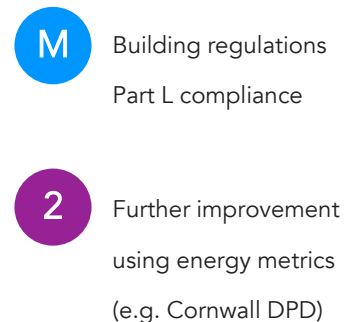 M
Building regulations
Part L compliance
2
Further improvement
using energy metrics
(e.g. Cornwall DPD)